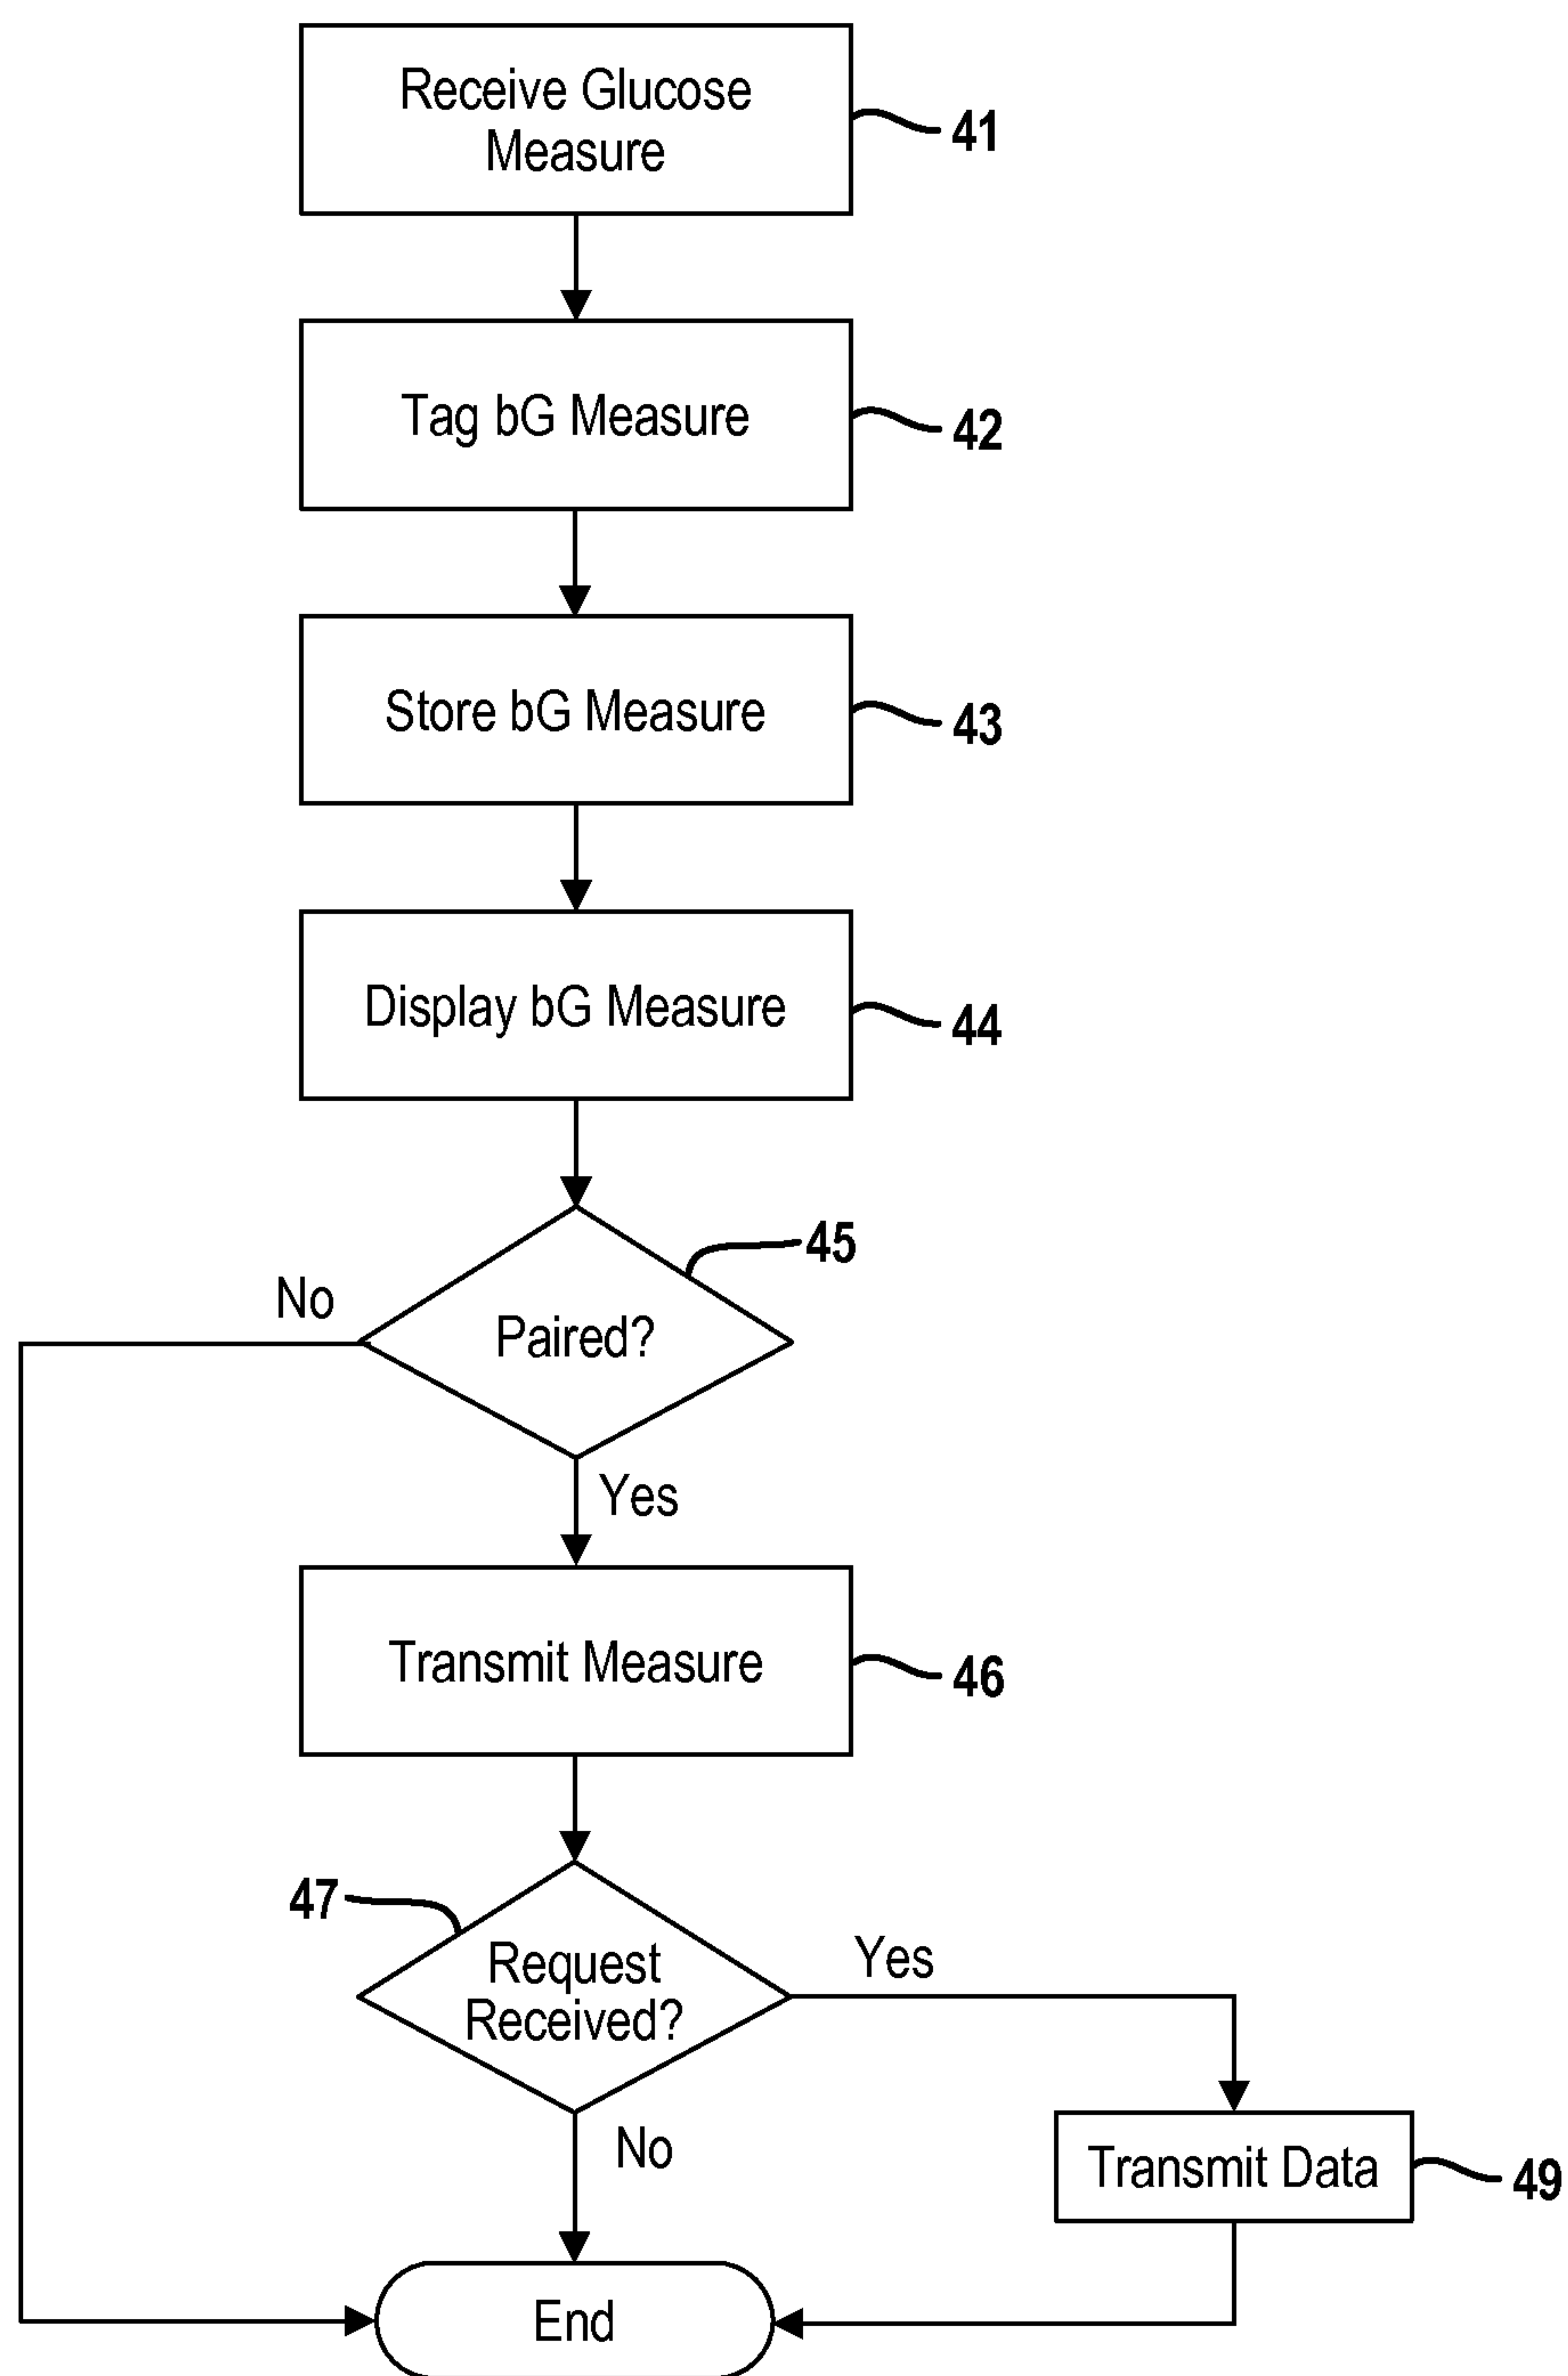 Receive Glucose
Measure
41
Tag bG Measure
42
Store bG Measure
43
Display bG Measure
44
45
No
Paired?
Yes
Transmit Measure
46
47
Request
Received?
Yes
No
Transmit Data
49
End